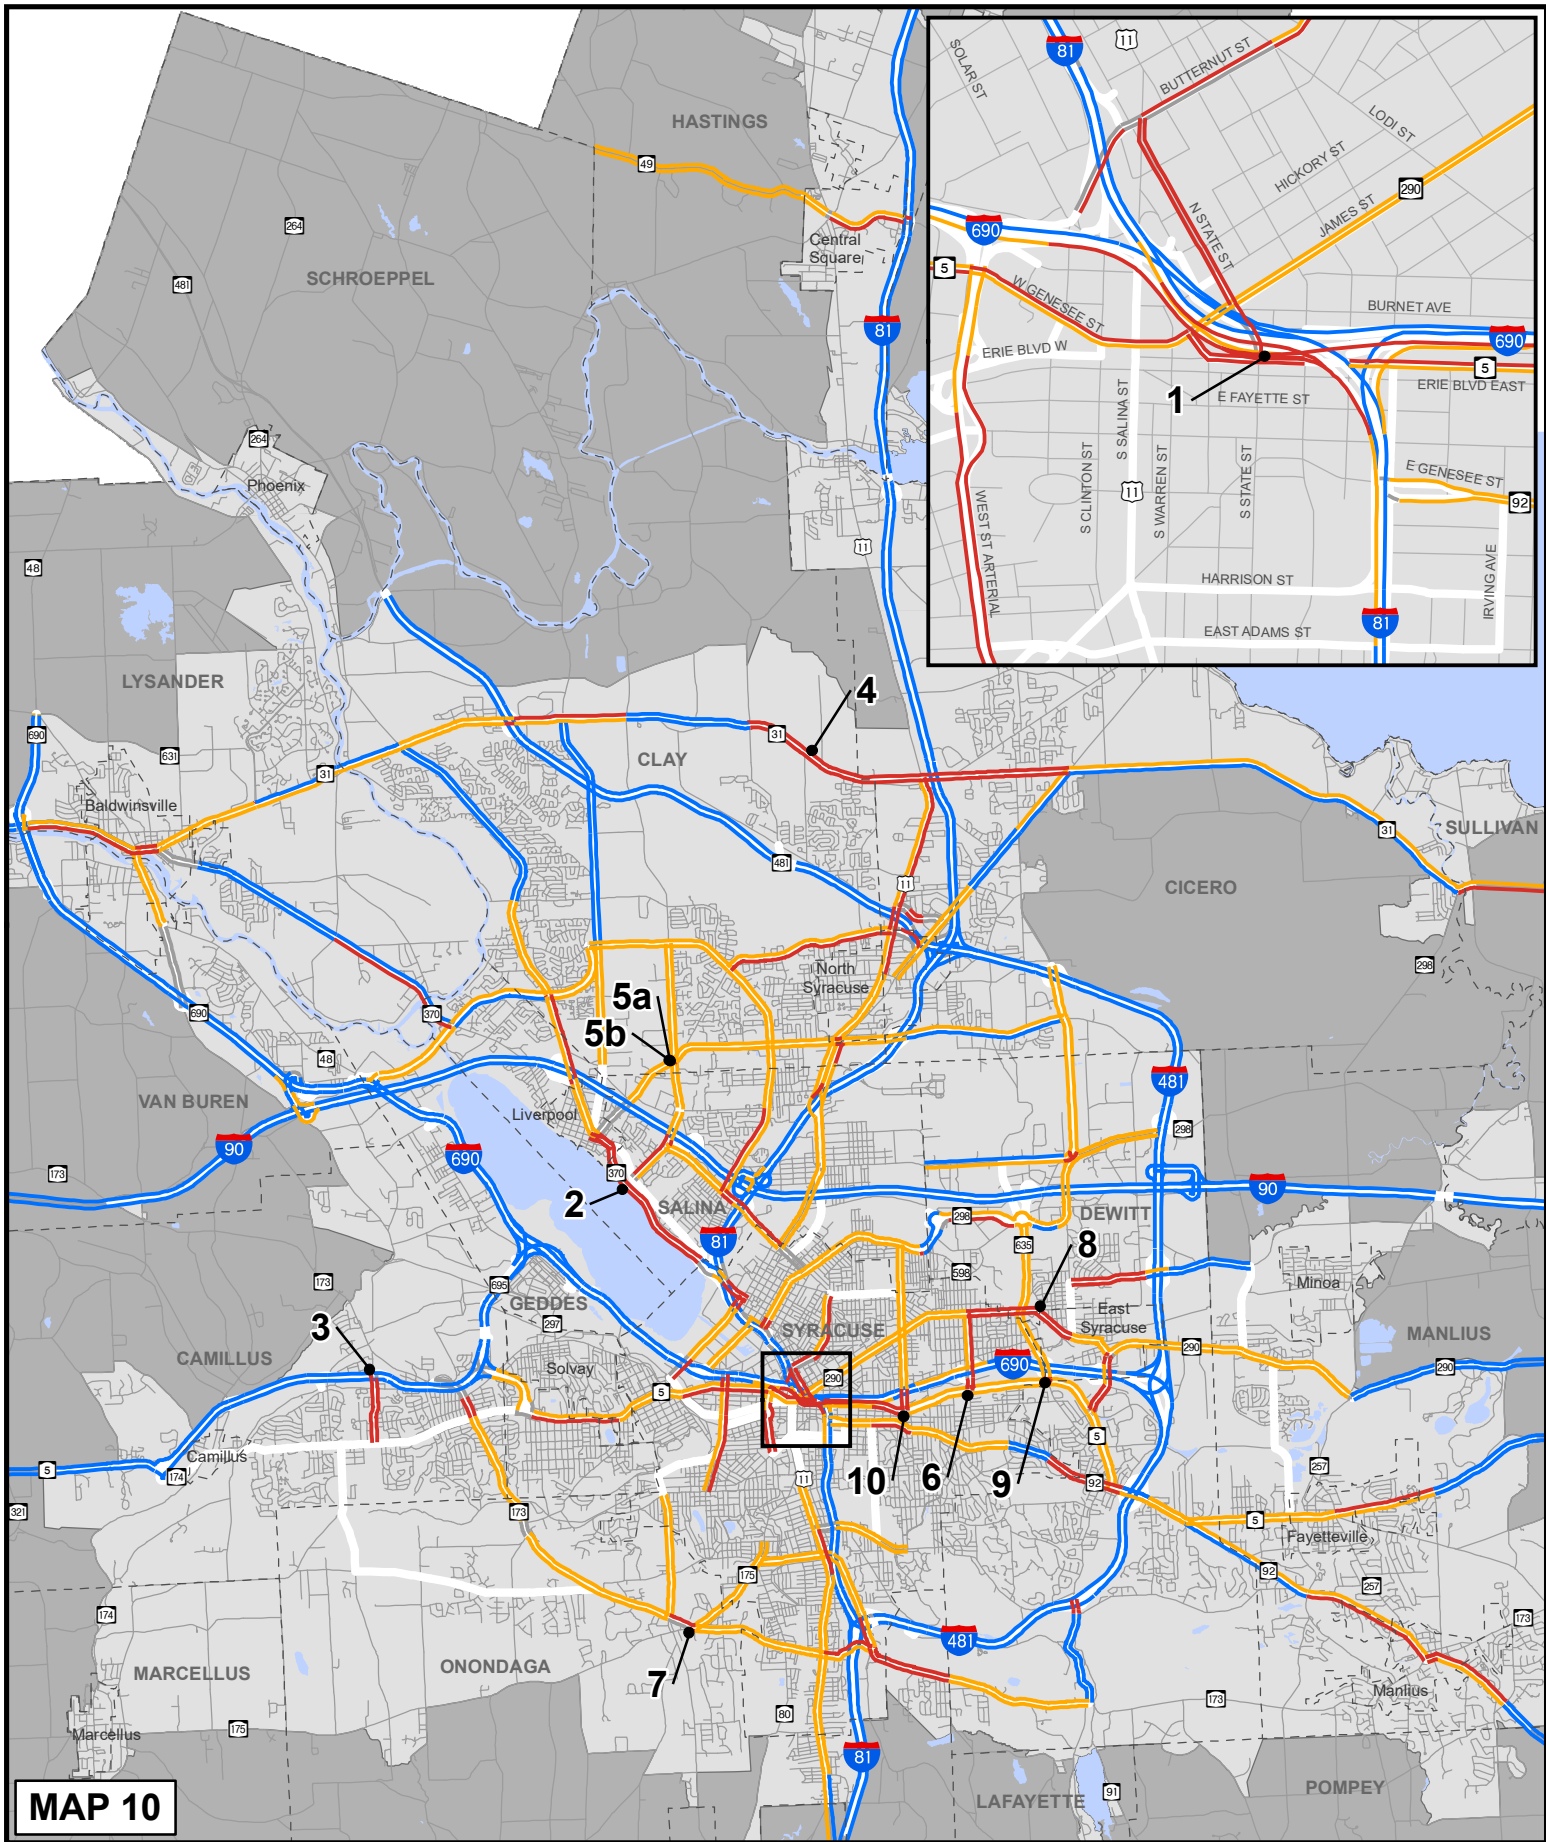 HASTINGS
49
264
481
SCHROEPPEL
Central
Square
81
264
Phoenix
11
48
LYSANDER
690
631
31
Baldwinsville
CLAY
31
4
481
11
31
SULLIVAN
CICERO
298
North
Syracuse
5a
5b
370
690
48
VAN BUREN
90
173
690
Liverpool
370
2
SALINA
81
481
298
90
DEWITT
298
635
8
598
173
695
GEDDES
297
3
CAMILLUS
Solvay
5
SYRACUSE
290
690
East
Syracuse
Minoa
290
MANLIUS
290
Camillus
5
174
321
173
11
10
6
9
5
92
257
5
Fayetteville
92
257
173
175
174
MARCELLUS
ONONDAGA
7
481
Manlius
173
Marcellus
175
80
81
LAFAYETTE
91
POMPEY
MAP 10
SOLAR ST
81
11
BUTTERNUT ST
LODI ST
HICKORY ST
290
JAMES ST
N STATE ST
690
5
W GENESEE ST
ERIE BLVD W
BURNET AVE
690
5
ERIE BLVD EAST
1
E FAYETTE ST
S SALINA ST
S CLINTON ST
S WARREN ST
S STATE ST
11
E GENESEE ST
92
WEST ST ARTERIAL
HARRISON ST
IRVING AVE
EAST ADAMS ST
81